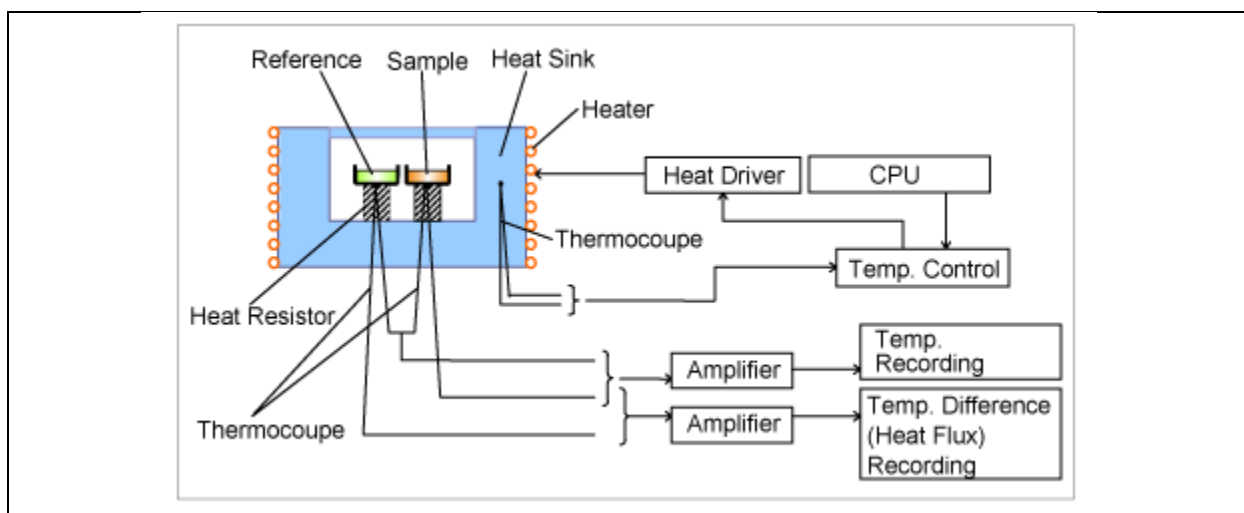 Reference
Sample
Heat Sink
Heater
Heat Driver
CPU
Thermocoupe
Temp. Control
Heat Resistor
Temp.
Recording
Amplifier
Thermocoupe
Amplifier
Temp. Difference
(Heat Flux)
Recording